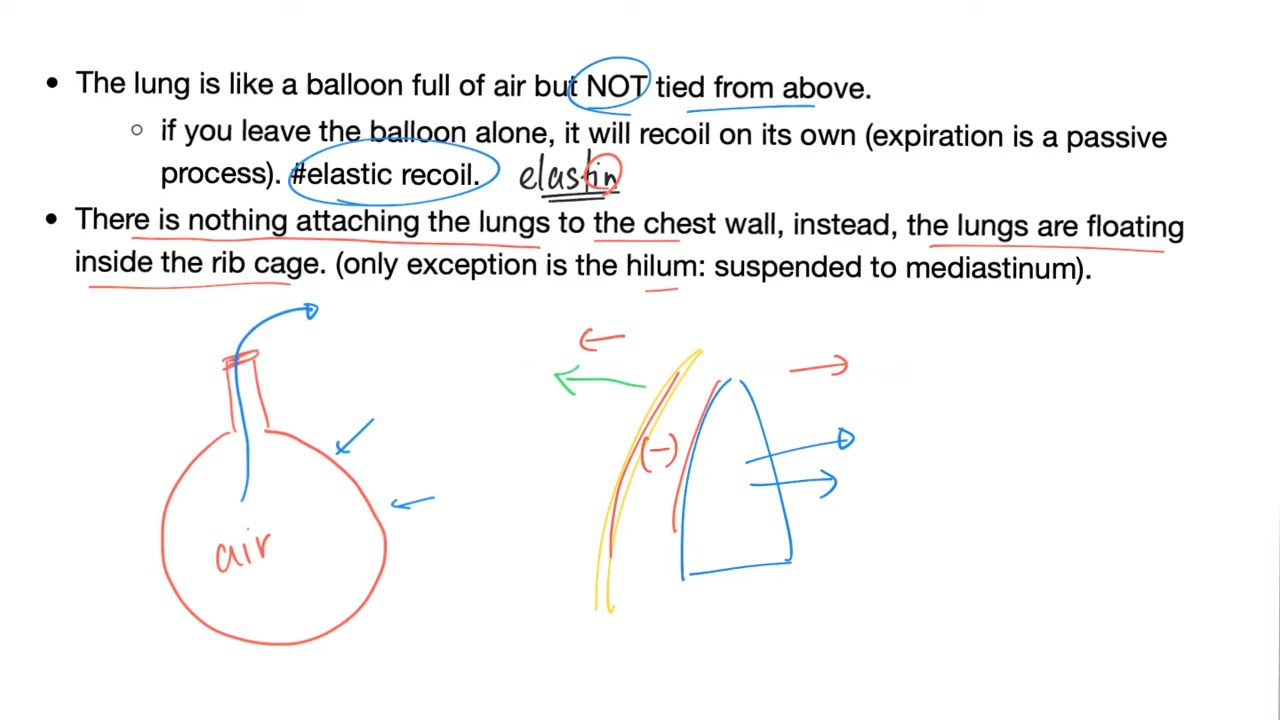 • The lung is like a balloon full of air but NOT tied from above.
○ if you leave the balloon alone, it will recoil on its own (expiration is a passive
process). #elastic recoil. elastin
• There is nothing attaching the lungs to the chest wall, instead, the lungs are floating
inside the rib cage. (only exception is the hilum: suspended to mediastinum).
(-)
air